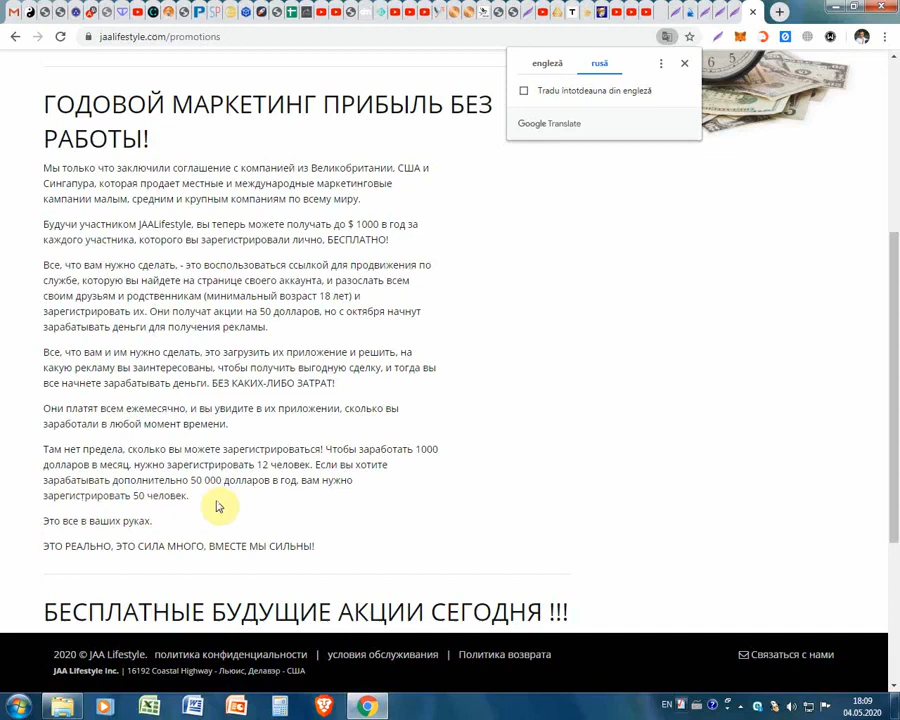 jaalifestyle.com/promotions
engleză
rusă
Tradu întotdeauna din engleză
Google Translate
ГОДОВОЙ МАРКЕТИНГ ПРИБЫЛЬ БЕЗ
РАБОТЫ!
Мы только что заключили соглашение с компанией из Великобритании, США и
Сингапура, которая продает местные и международные маркетинговые
кампании малым, средним и крупным компаниям по всему миру.
Будучи участником JAALifestyle, вы теперь можете получать до $ 1000 в год за
каждого участника, которого вы зарегистрировали лично, БЕСПЛАТНО!
Все, что вам нужно сделать, - это воспользоваться ссылкой для продвижения по
службе, которую вы найдете на странице своего аккаунта, и разослать всем
своим друзьям и родственникам (минимальный возраст 18 лет) и
зарегистрировать их. Они получат акции на 50 долларов, но с октября начнут
зарабатывать деньги для получения рекламы.
Все, что вам и им нужно сделать, это загрузить их приложение и решить, на
какую рекламу вы заинтересованы, чтобы получить выгодную сделку, и тогда вы
все начнете зарабатывать деньги. БЕЗ КАКИХ-ЛИБО ЗАТРАТ!
Они платят всем ежемесячно, и вы увидите в их приложении, сколько вы
заработали в любой момент времени.
Там нет предела, сколько вы можете зарегистрироваться! Чтобы заработать 1000
долларов в месяц, нужно зарегистрировать 12 человек. Если вы хотите
зарабатывать дополнительно 50 000 долларов в год, вам нужно
зарегистрировать 50 человек.
Это все в ваших руках.
ЭТО РЕАЛЬНО, ЭТО СИЛА МНОГО, ВМЕСТЕ МЫ СИЛЬНЫ!
БЕСПЛАТНЫЕ БУДУЩИЕ АКЦИИ СЕГОДНЯ !!!
2020 © JAA Lifestyle. политика конфиденциальности | условия обслуживания | Политика возврата
Связаться с нами
JAA Lifestyle Inc. | 16192 Coastal Highway - Льюис, Делавэр - США
EN
18:09
04.05.2020